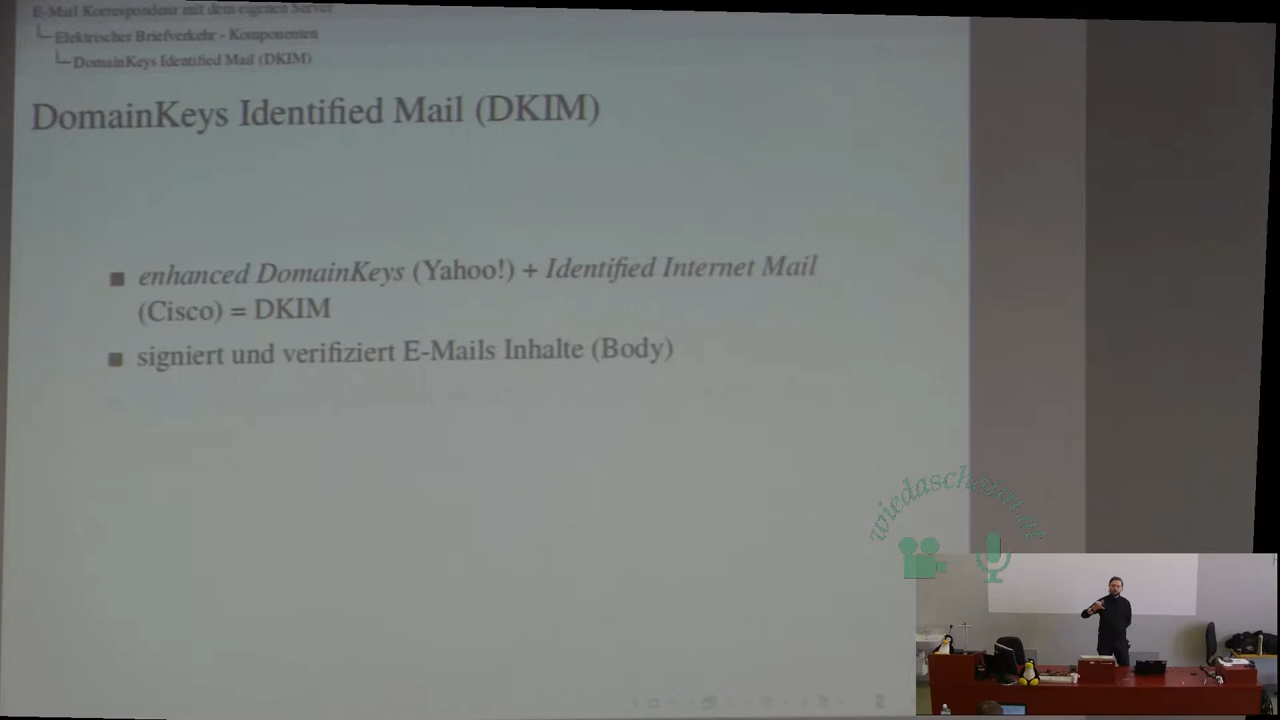 E-Mail Korrespondenz mit dem eigenen Server
Elektrischer Briefverkehr - Komponenten
DomainKeys Identified Mail (DKIM)
DomainKeys Identified Mail (DKIM)
■ enhanced DomainKeys (Yahoo!) + Identified Internet Mail
(Cisco) = DKIM
■ signiert und verifiziert E-Mails Inhalte (Body)